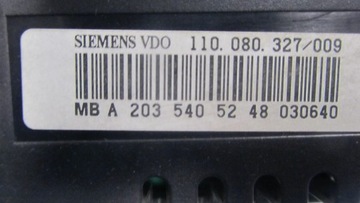 SIEMENS VDO 110.080.327/009
MB A 203 540 52 48 030640